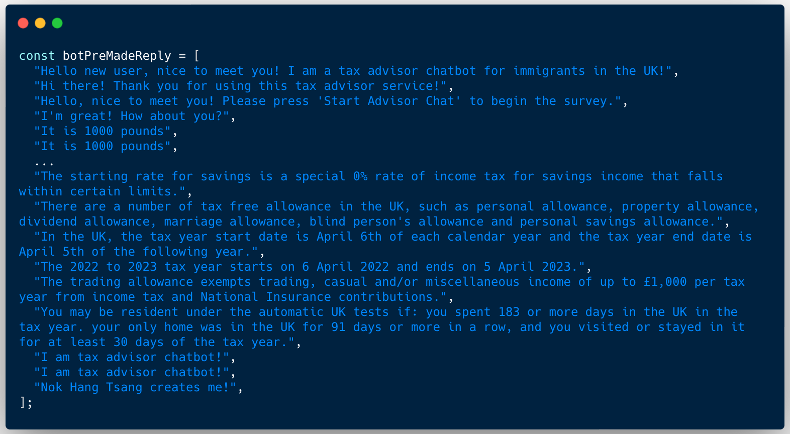 const botPreMadeReply = [
"Hello new user, nice to meet you! I am a tax advisor chatbot for immigrants in the UK!",
"Hi there! Thank you for using this tax advisor service!",
"Hello, nice to meet you! Please press 'Start Advisor Chat' to begin the survey.",
"I'm great! How about you?",
"It is 1000 pounds",
"It is 1000 pounds",
...
"The starting rate for savings is a special 0% rate of income tax for savings income that falls
within certain limits.",
"There are a number of tax free allowance in the UK, such as personal allowance, property allowance,
dividend allowance, marriage allowance, blind person's allowance and personal savings allowance.",
"In the UK, the tax year start date is April 6th of each calendar year and the tax year end date is
April 5th of the following year.",
"The 2022 to 2023 tax year starts on 6 April 2022 and ends on 5 April 2023.",
"The trading allowance exempts trading, casual and/or miscellaneous income of up to £1,000 per tax
year from income tax and National Insurance contributions.",
"You may be resident under the automatic UK tests if: you spent 183 or more days in the UK in the
tax year. your only home was in the UK for 91 days or more in a row, and you visited or stayed in it
for at least 30 days of the tax year.",
"I am tax advisor chatbot!",
"I am tax advisor chatbot!",
"Nok Hang Tsang creates me!",
];